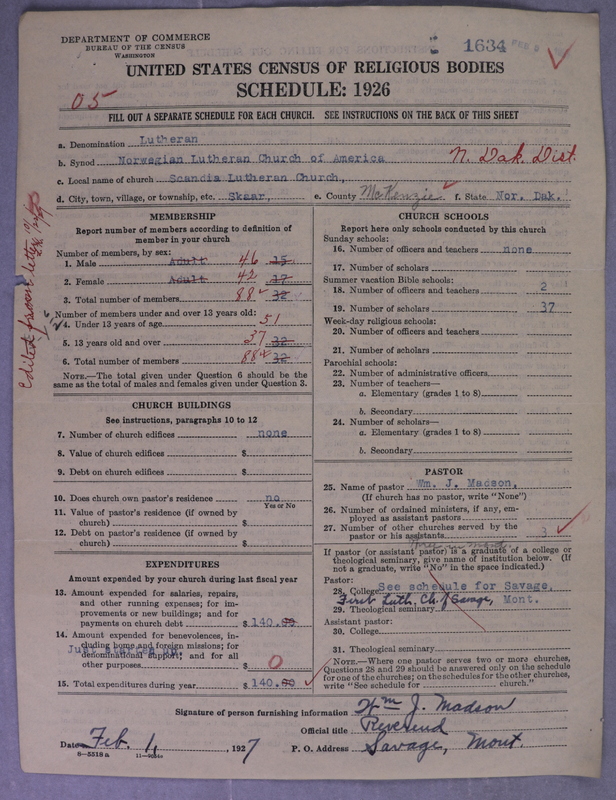 DEPARTMENT OF COMMERCE
BUREAU OF THE CENSUS
WASHINGTON
1634 FEB
UNITED STATES CENSUS OF RELIGIOUS BODIES
SCHEDULE: 1926
05
FILL OUT A SEPARATE SCHEDULE FOR EACH CHURCH. SEE INSTRUCTIONS ON THE BACK OF THIS SHEET
a. Denomination Lutheran
b. Synod Norwegian Lutheran Church of America N. Dak. Dist.
c. Local name of church Scandia Lutheran Church,
d. City, town, village, or township, etc. Skaar, e. County McKenzie f. State Nor. Dak.
MEMBERSHIP
Report number of members according to definition of member in your church
Number of members, by sex:
1. Male Adult 46 15
2. Female Adult 42 17
3. Total number of members 88 32
Number of members under and over 13 years old:
4. Under 13 years of age 51
5. 13 years old and over 37 32
6. Total number of members 88 32
NOTE.—The total given under Question 6 should be the same as the total of males and females given under Question 3.
edited from letter
CHURCH BUILDINGS
See instructions, paragraphs 10 to 12
7. Number of church edifices none
8. Value of church edifices $
9. Debt on church edifices $
10. Does church own pastor's residence no
Yes or No
11. Value of pastor's residence (if owned by church) $
12. Debt on pastor's residence (if owned by church) $
EXPENDITURES
Amount expended by your church during last fiscal year
13. Amount expended for salaries, repairs, and other running expenses; for improvements or new buildings; and for payments on church debt $ 140.00
14. Amount expended for benevolences, including home and foreign missions; for denominational support; and for all other purposes $ 0
Just started up
15. Total expenditures during year $ 140.00
CHURCH SCHOOLS
Report here only schools conducted by this church
Sunday schools:
16. Number of officers and teachers none
17. Number of scholars
Summer vacation Bible schools:
18. Number of officers and teachers 2
19. Number of scholars 37
Week-day religious schools:
20. Number of officers and teachers
21. Number of scholars
Parochial schools:
22. Number of administrative officers
23. Number of teachers—
a. Elementary (grades 1 to 8)
b. Secondary
24. Number of scholars—
a. Elementary (grades 1 to 8)
b. Secondary
PASTOR
25. Name of pastor Wm. J. Madson,
(If church has no pastor, write "None")
26. Number of ordained ministers, if any, employed as assistant pastors
27. Number of other churches served by the pastor or his assistants 3
If pastor (or assistant pastor) is a graduate of a college or theological seminary, give name of institution below. (If not a graduate, write "No" in the space indicated.)
Pastor:
28. College See schedule for Savage,
First Luth. Ch. of Savage, Mont.
29. Theological seminary
Assistant pastor:
30. College
31. Theological seminary
NOTE.—Where one pastor serves two or more churches, Questions 28 and 29 should be answered only on the schedule for one of the churches; on the schedules for the other churches, write "See schedule for church."
Signature of person furnishing information Wm J. Madson
Official title Reverend
Date Feb. 1, 1927 P. O. Address Savage, Mont.
8—5518 a